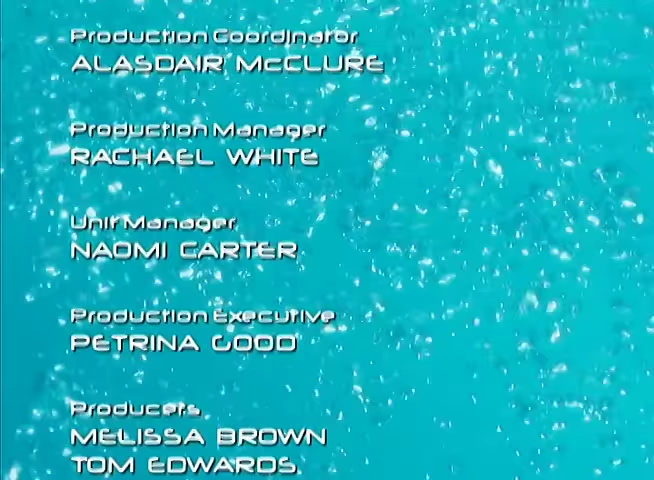 Production Coordinator
ALASDAIR McCLURE
Production Manager
RACHAEL WHITE
Unit Manager
NAOMI CARTER
Production Executive
PETRINA GOOD
Producers
MELISSA BROWN
TOM EDWARDS